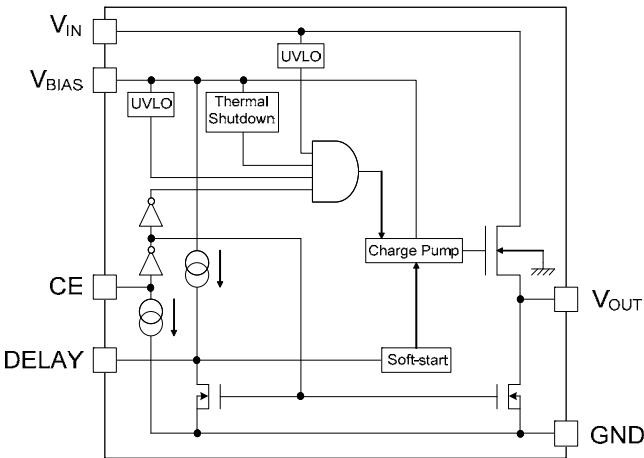 VIN
UVLO
VBIAS
UVLO
Thermal
Shutdown
Charge Pump
CE
VOUT
DELAY
Soft-start
GND